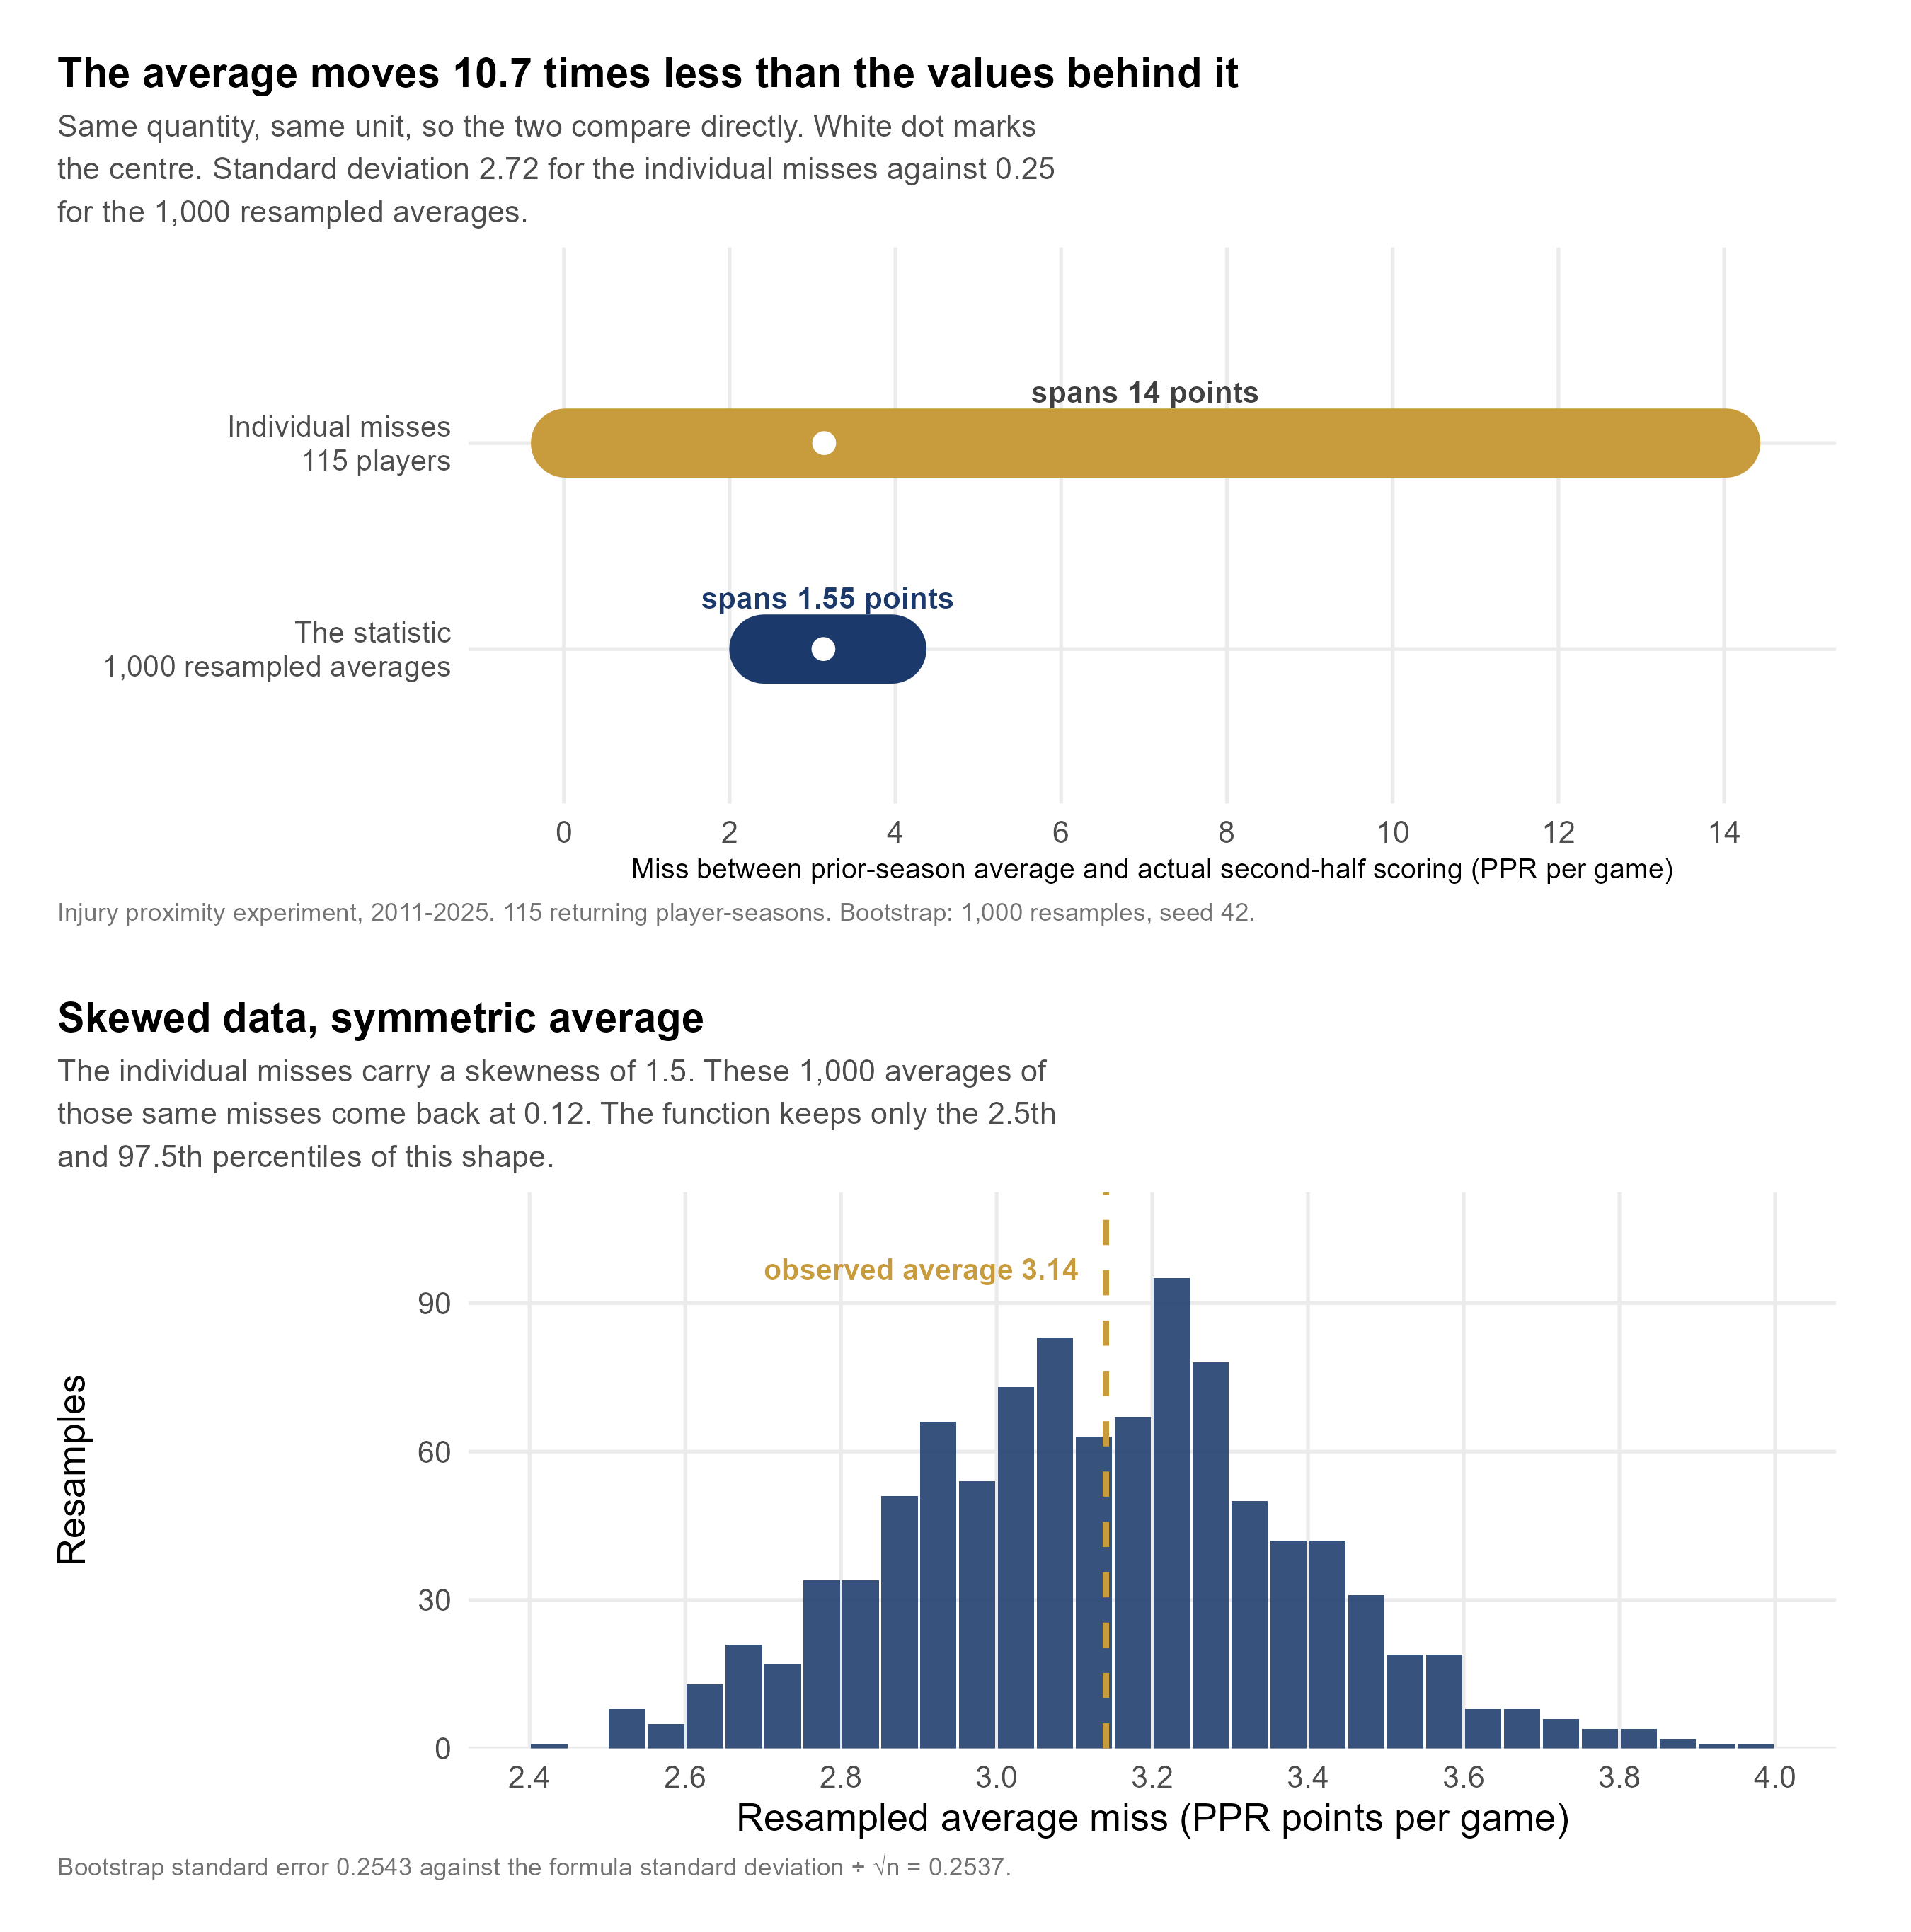 The average moves 10.7 times less than the values behind it
Same quantity, same unit, so the two compare directly. White dot marks
the centre. Standard deviation 2.72 for the individual misses against 0.25
for the 1,000 resampled averages.
spans 14 points
Individual misses
115 players
spans 1.55 points
The statistic
1,000 resampled averages
0 2 4 6 8 10 12 14
Miss between prior-season average and actual second-half scoring (PPR per game)
Injury proximity experiment, 2011-2025. 115 returning player-seasons. Bootstrap: 1,000 resamples, seed 42.
Skewed data, symmetric average
The individual misses carry a skewness of 1.5. These 1,000 averages of
those same misses come back at 0.12. The function keeps only the 2.5th
and 97.5th percentiles of this shape.
observed average 3.14
90
60
30
0
Resamples
2.4 2.6 2.8 3.0 3.2 3.4 3.6 3.8 4.0
Resampled average miss (PPR points per game)
Bootstrap standard error 0.2543 against the formula standard deviation ÷ √n = 0.2537.